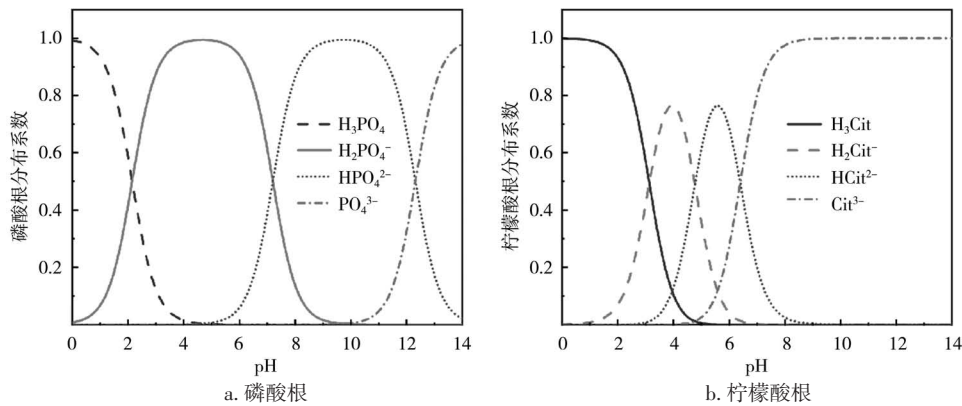 磷酸根分布系数
1.0
0.8
0.6
0.4
0.2
H₃PO₄
H₂PO₄⁻
HPO₄²⁻
PO₄³⁻
0 2 4 6 8 10 12 14
pH
a. 磷酸根
柠檬酸根分布系数
1.0
0.8
0.6
0.4
0.2
H₃Cit
H₂Cit⁻
HCit²⁻
Cit³⁻
0 2 4 6 8 10 12 14
pH
b. 柠檬酸根